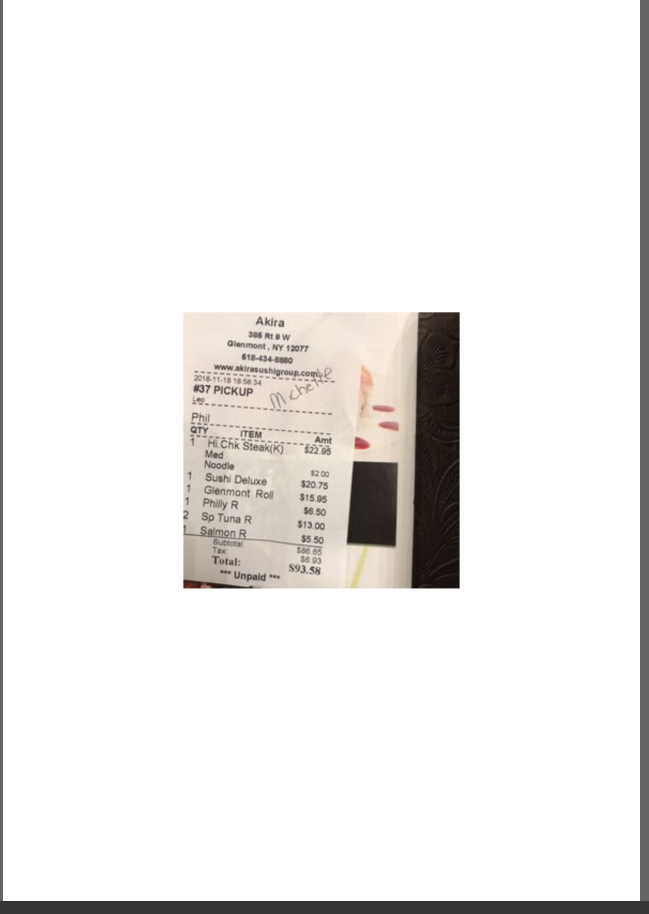 Akira
385 Rt 9 W
Glenmont , NY 12077
518-434-8880
www.akirasushigroup.com
2018-11-18 18:58:34
#37 PICKUP
Michelle
Leo
Phil
QTY ITEM Amt
1 Hi.Chk Steak(K) $22.95
Med
Noodle $2.00
1 Sushi Deluxe $20.75
1 Glenmont Roll $15.95
1 Philly R $6.50
2 Sp Tuna R $13.00
1 Salmon R $5.50
Subtotal: $86.65
Tax: $6.93
Total: $93.58
*** Unpaid ***